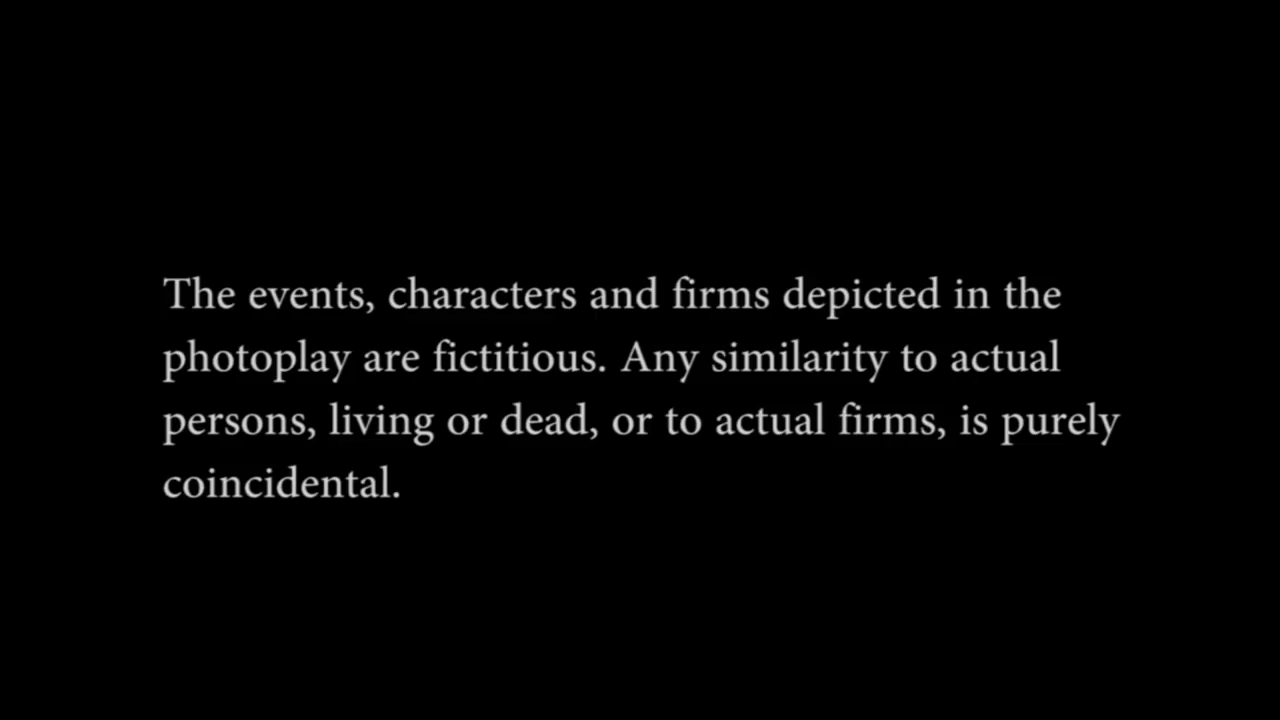 The events, characters and firms depicted in the
photoplay are fictitious. Any similarity to actual
persons, living or dead, or to actual firms, is purely
coincidental.